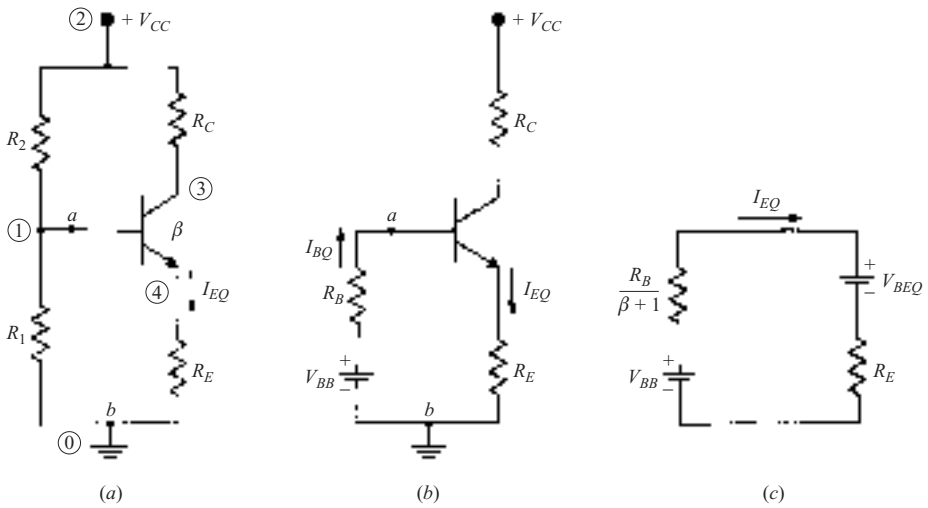 ② + V_CC
R_2
R_C
③
① a
β
④ I_EQ
R_1
R_E
b
⓪
(a)
+ V_CC
R_C
a
I_BQ
R_B
I_EQ
+
V_BB
−
R_E
b
(b)
I_EQ
R_B
β + 1
+
V_BEQ
−
+
V_BB
−
R_E
(c)